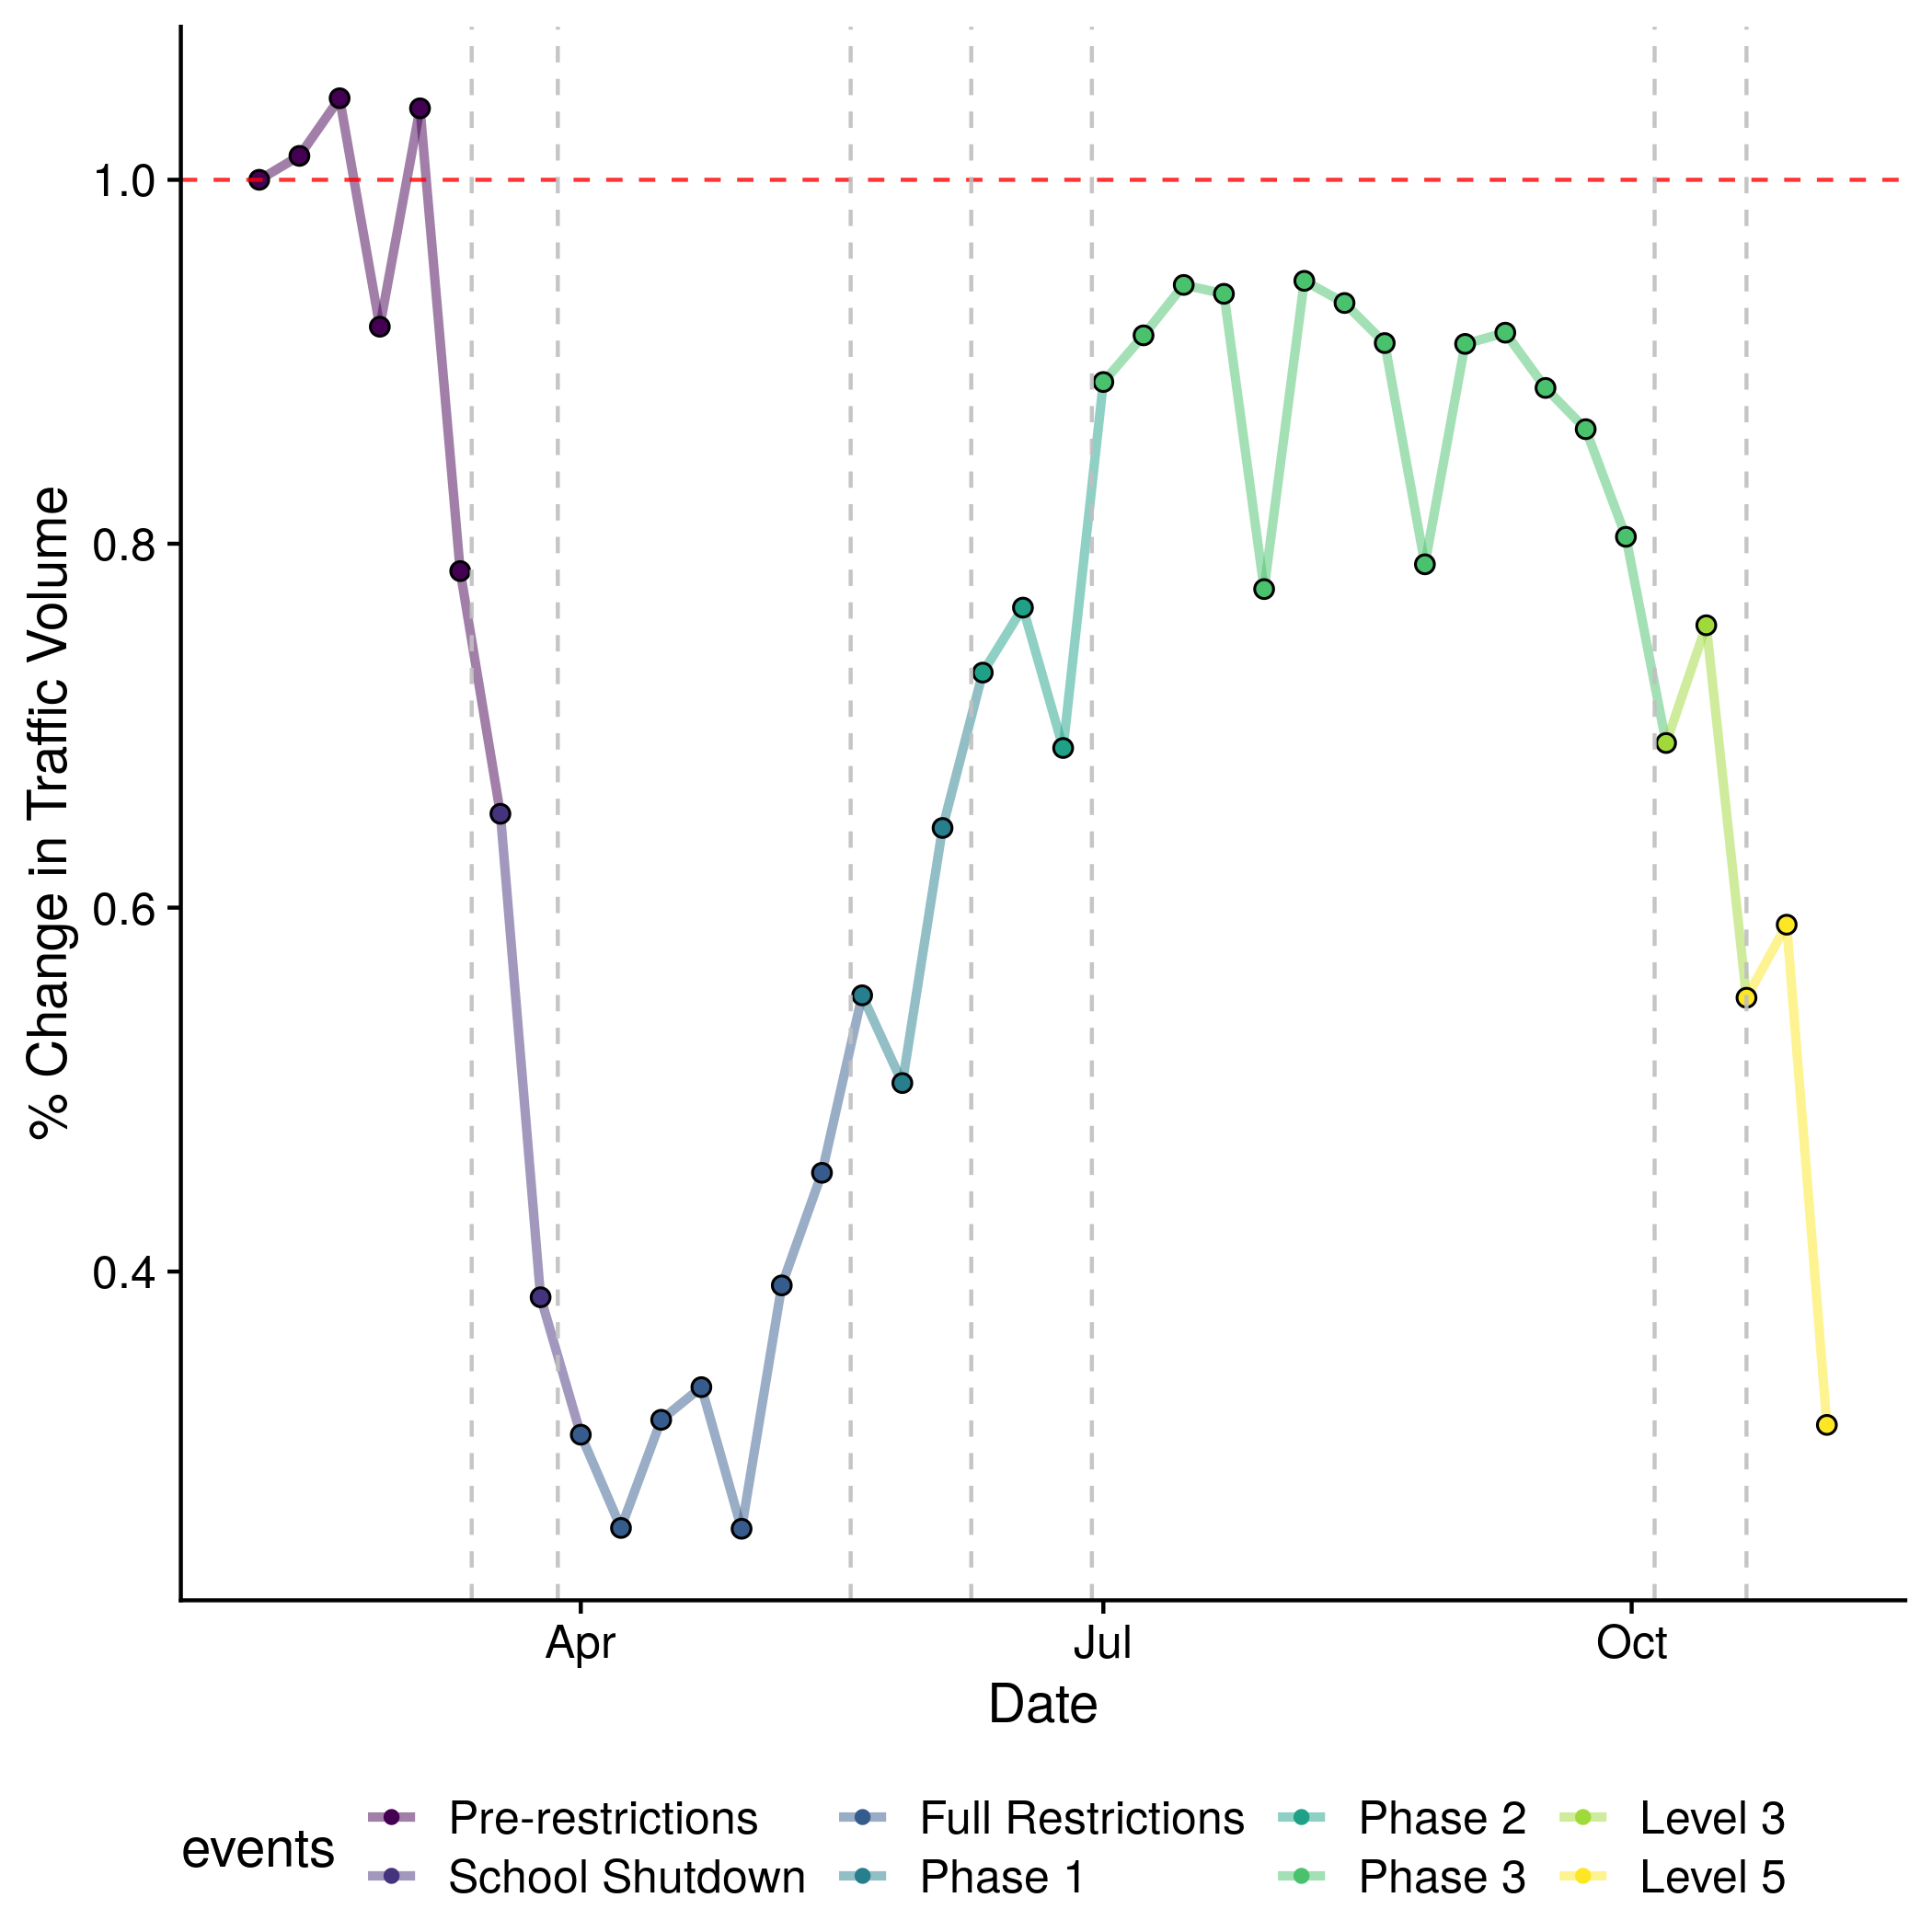 % Change in Traffic Volume
1.0
0.8
0.6
0.4
Apr Jul Oct
Date
events
Pre-restrictions Full Restrictions Phase 2 Level 3
School Shutdown Phase 1 Phase 3 Level 5